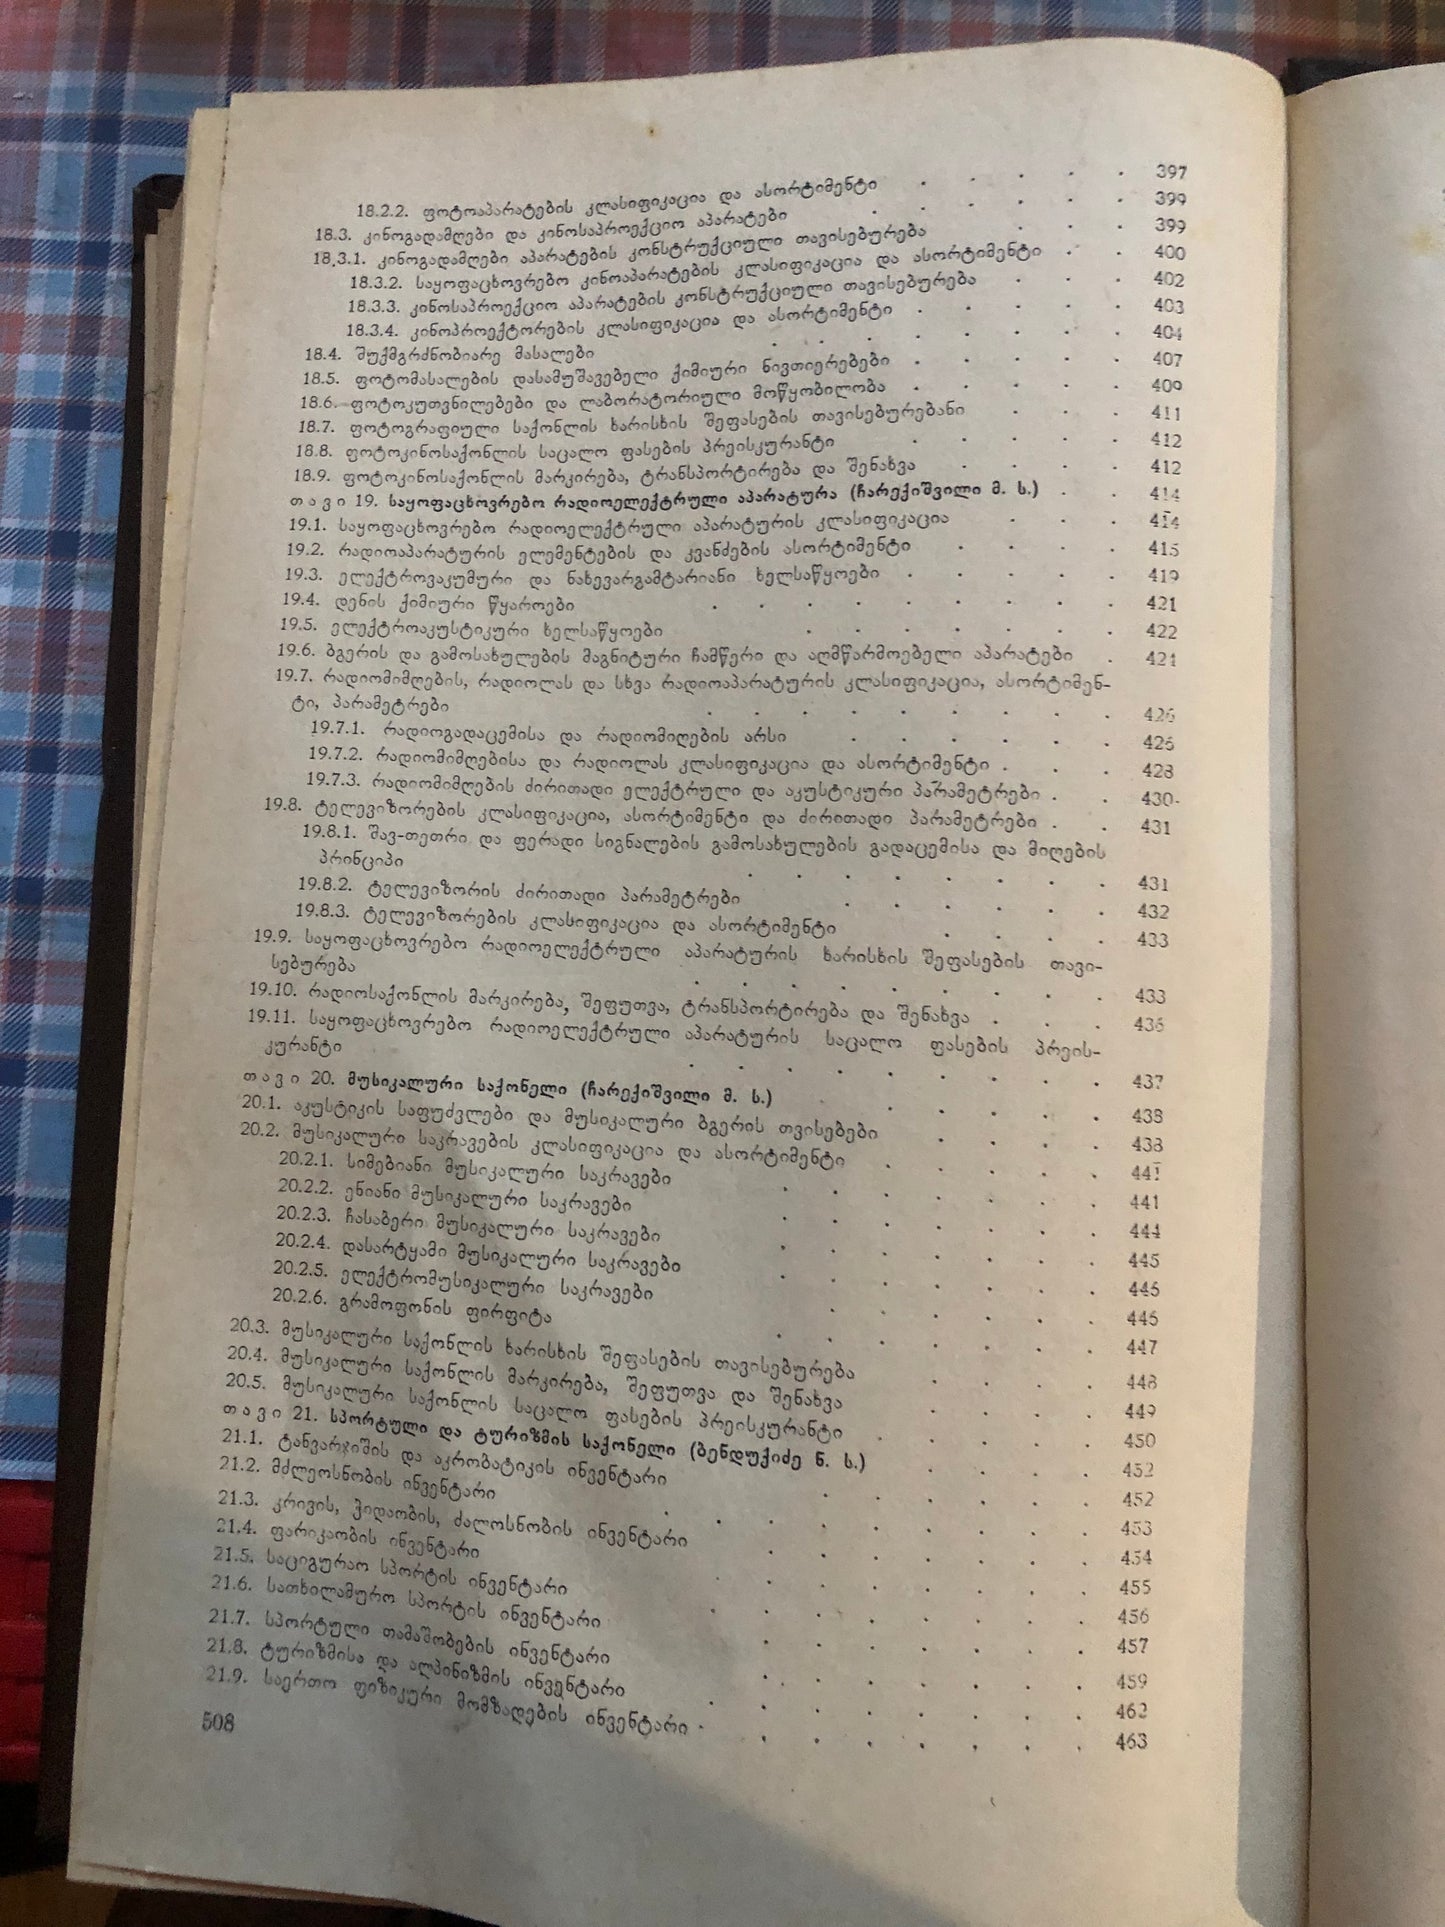 18.2.2. ფოტოაპარატების კლასიფიკაცია და ასორტიმენტი . . . . . 397
18.3. კინოგადამღები და კინოსაპროექციო აპარატები . . . . . . 399
18.3.1. კინოგადამღები აპარატების კონსტრუქციული თავისებურება . . . 399
18.3.2. საყოფაცხოვრებო კინოაპარატების კლასიფიკაცია და ასორტიმენტი . . 400
18.3.3. კინოსაპროექციო აპარატების კონსტრუქციული თავისებურება . . . 402
18.3.4. კინოპროექტორების კლასიფიკაცია და ასორტიმენტი . . . . . 403
18.4. შუქმგრძნობიარე მასალები . . . . . . . . 404
18.5. ფოტომასალების დასამუშავებელი ქიმიური ნივთიერებები . . . . . 407
18.6. ფოტოკუთვნილებები და ლაბორატორიული მოწყობილობა . . . . . 409
18.7. ფოტოგრაფიული საქონლის ხარისხის შეფასების თავისებურებანი . . . 411
18.8. ფოტოკინოსაქონლის საცალო ფასების პრეისკურანტი . . . . . 412
18.9. ფოტოკინოსაქონლის მარკირება, ტრანსპორტირება და შენახვა . . . . 412
თავი 19. საყოფაცხოვრებო რადიოელექტრული აპარატურა (ჩარექიშვილი მ. ს.) . . 414
19.1. საყოფაცხოვრებო რადიოელექტრული აპარატურის კლასიფიკაცია . . . 414
19.2. რადიოაპარატურის ელემენტების და კვანძების ასორტიმენტი . . . . 415
19.3. ელექტროვაკუმური და ნახევარგამტარიანი ხელსაწყოები . . . . . 419
19.4. დენის ქიმიური წყაროები . . . . . . . . . 421
19.5. ელექტროაკუსტიკური ხელსაწყოები . . . . . . . 422
19.6. ბგერის და გამოსახულების მაგნიტური ჩამწერი და აღმწარმოებელი აპარატები . 424
19.7. რადიომიმღების, რადიოლას და სხვა რადიოაპარატურის კლასიფიკაცია, ასორტიმენ-
ტი, პარამეტრები . . . . . . . . . 426
19.7.1. რადიოგადაცემისა და რადიომიღების არსი . . . . . . 426
19.7.2. რადიომიმღებისა და რადიოლას კლასიფიკაცია და ასორტიმენტი . . . 428
19.7.3. რადიომიმღების ძირითადი ელექტრული და აკუსტიკური პარამეტრები . . 430
19.8. ტელევიზორების კლასიფიკაცია, ასორტიმენტი და ძირითადი პარამეტრები . . 431
19.8.1. შავ-თეთრი და ფერადი სიგნალების გამოსახულების გადაცემისა და მიღების
პრინციპი . . . . . . . . 431
19.8.2. ტელევიზორის ძირითადი პარამეტრები . . . . . . 432
19.8.3. ტელევიზორების კლასიფიკაცია და ასორტიმენტი . . . . 433
19.9. საყოფაცხოვრებო რადიოელექტრული აპარატურის ხარისხის შეფასების თავი-
სებურება . . . . . . . . . 433
19.10. რადიოსაქონლის მარკირება, შეფუთვა, ტრანსპორტირება და შენახვა . . . 436
19.11. საყოფაცხოვრებო რადიოელექტრული აპარატურის საცალო ფასების პრეის-
კურანტი . . . . . . . . . 437
თავი 20. მუსიკალური საქონელი (ჩარექიშვილი მ. ს.) . . . . . 438
20.1. აკუსტიკის საფუძვლები და მუსიკალური ბგერის თვისებები . . . . 438
20.2. მუსიკალური საკრავების კლასიფიკაცია და ასორტიმენტი . . . . . 441
20.2.1. სიმებიანი მუსიკალური საკრავები . . . . . . . 441
20.2.2. ენიანი მუსიკალური საკრავები . . . . . . . 444
20.2.3. ჩასაბერი მუსიკალური საკრავები . . . . . . . 445
20.2.4. დასარტყამი მუსიკალური საკრავები . . . . . . . 446
20.2.5. ელექტრომუსიკალური საკრავები . . . . . . 446
20.2.6. გრამოფონის ფირფიტა . . . . . . . 447
20.3. მუსიკალური საქონლის ხარისხის შეფასების თავისებურება . . . . 448
20.4. მუსიკალური საქონლის მარკირება, შეფუთვა და შენახვა . . . . 449
20.5. მუსიკალური საქონლის საცალო ფასების პრეისკურანტი . . . . . 450
თავი 21. სპორტული და ტურიზმის საქონელი (ბენდუქიძე ნ. ს.) . . . . 452
21.1. ტანვარჯიშის და აკრობატიკის ინვენტარი . . . . . . 452
21.2. მძლეოსნობის ინვენტარი . . . . . . . . . 453
21.3. კრივის, ჭიდაობის, ძალოსნობის ინვენტარი . . . . . . . 454
21.4. ფარიკაობის ინვენტარი . . . . . . . . 455
21.5. საციგურაო სპორტის ინვენტარი . . . . . . . . 456
21.6. სათხილამურო სპორტის ინვენტარი . . . . . . . 457
21.7. სპორტული თამაშობების ინვენტარი . . . . . . . 459
21.8. ტურიზმისა და ალპინიზმის ინვენტარი . . . . . . . . 462
21.9. საერთო ფიზიკური მომზადების ინვენტარი . . . . . . . . 463
508